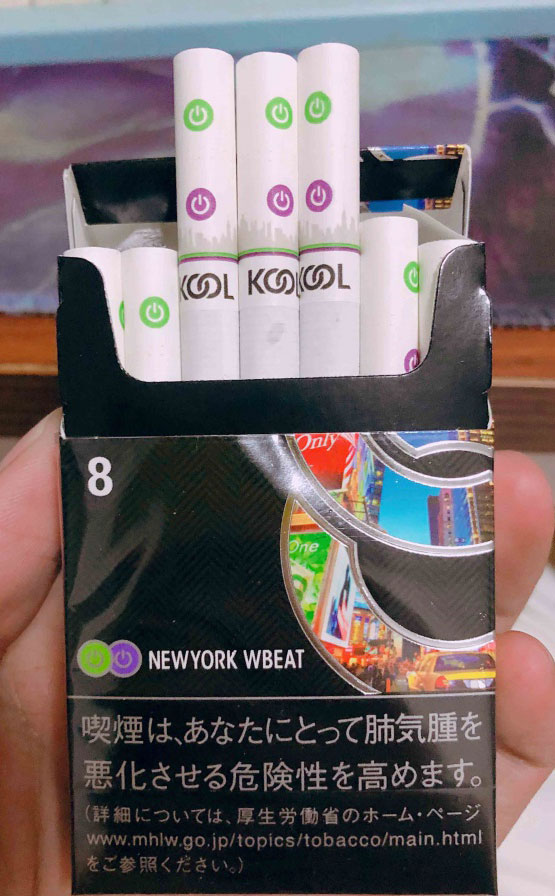 KOOL KOOL KOOL
8
Only
One
NEWYORK WBEAT
喫煙は、あなたにとって肺気腫を
悪化させる危険性を高めます。
(詳細については、厚生労働省のホーム・ページ
www.mhlw.go.jp/topics/tobacco/main.html
をご参照ください。)